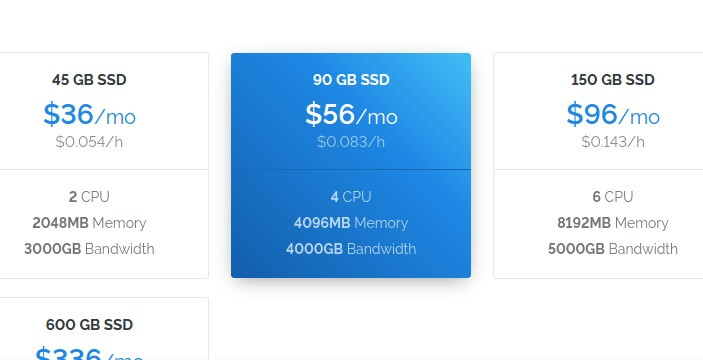 45 GB SSD
$36/mo
$0.054/h
2 CPU
2048MB Memory
3000GB Bandwidth
90 GB SSD
$56/mo
$0.083/h
4 CPU
4096MB Memory
4000GB Bandwidth
150 GB SSD
$96/mo
$0.143/h
6 CPU
8192MB Memory
5000GB Bandwidth
600 GB SSD
$336/mo